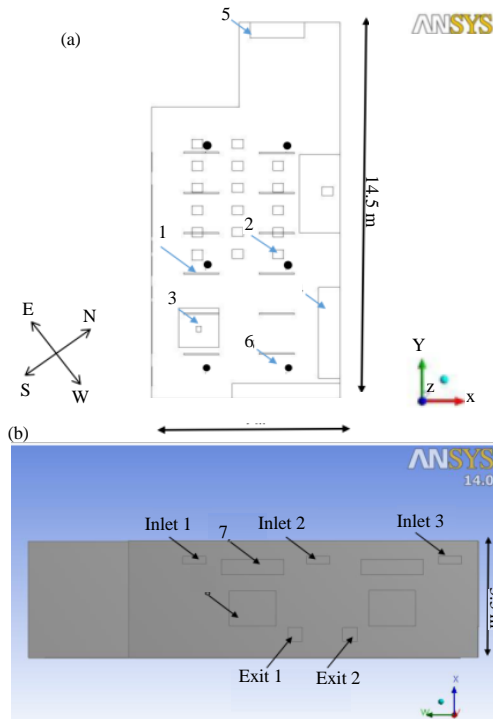 (a)
5
ANSYS
14.5 m
1
2
3
6
E
N
S
W
Y
z
x
(b)
ANSYS
14.0
Inlet 1
7
Inlet 2
Inlet 3
Exit 1
Exit 2
X
W
Y